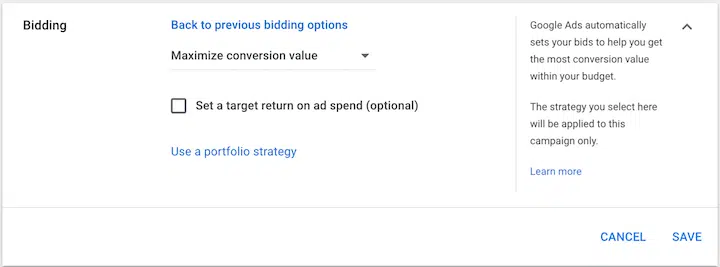 Bidding
Back to previous bidding options
Maximize conversion value
Set a target return on ad spend (optional)
Use a portfolio strategy
Google Ads automatically
sets your bids to help you get
the most conversion value
within your budget.
The strategy you select here
will be applied to this
campaign only.
Learn more
CANCEL
SAVE